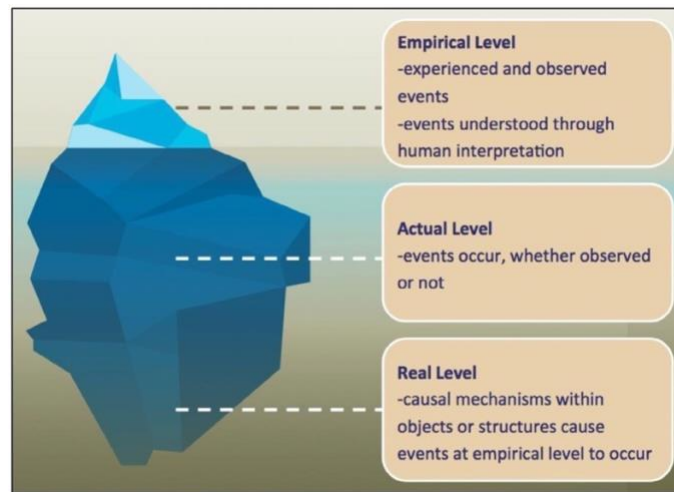 Empirical Level
-experienced and observed
events
-events understood through
human interpretation
Actual Level
-events occur, whether observed
or not
Real Level
-causal mechanisms within
objects or structures cause
events at empirical level to occur